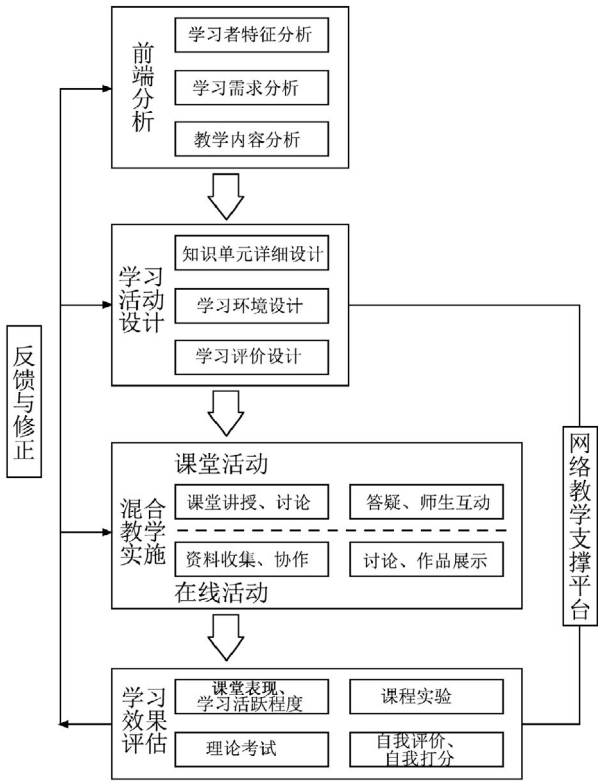 前端分析
学习者特征分析
学习需求分析
教学内容分析
学习
活动
设计
知识单元详细设计
学习环境设计
学习评价设计
反馈与修正
网络教学支撑平台
混合
教学
实施
课堂活动
课堂讲授、讨论
答疑、师生互动
资料收集、协作
讨论、作品展示
在线活动
学习
效果
评估
课堂表现、
学习活跃程度
课程实验
理论考试
自我评价、
自我打分